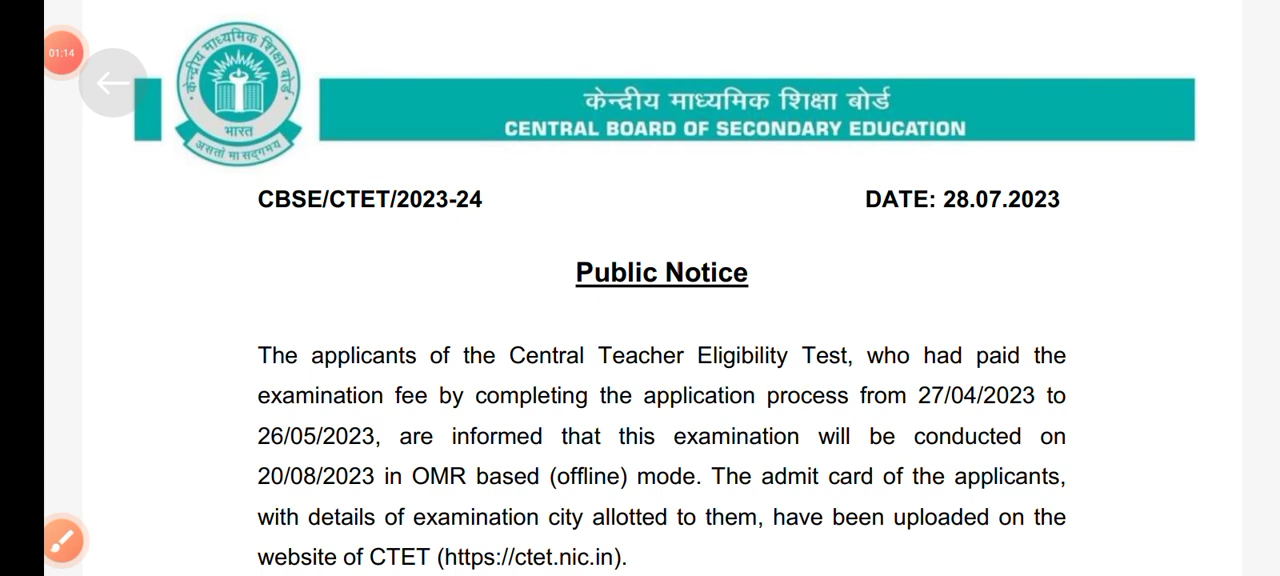 01:14
केन्द्रीय माध्यमिक शिक्षा बोर्ड
भारत
असतो मा सद्गमय
केन्द्रीय माध्यमिक शिक्षा बोर्ड
CENTRAL BOARD OF SECONDARY EDUCATION
CBSE/CTET/2023-24 DATE: 28.07.2023
Public Notice
The applicants of the Central Teacher Eligibility Test, who had paid the
examination fee by completing the application process from 27/04/2023 to
26/05/2023, are informed that this examination will be conducted on
20/08/2023 in OMR based (offline) mode. The admit card of the applicants,
with details of examination city allotted to them, have been uploaded on the
website of CTET (https://ctet.nic.in).